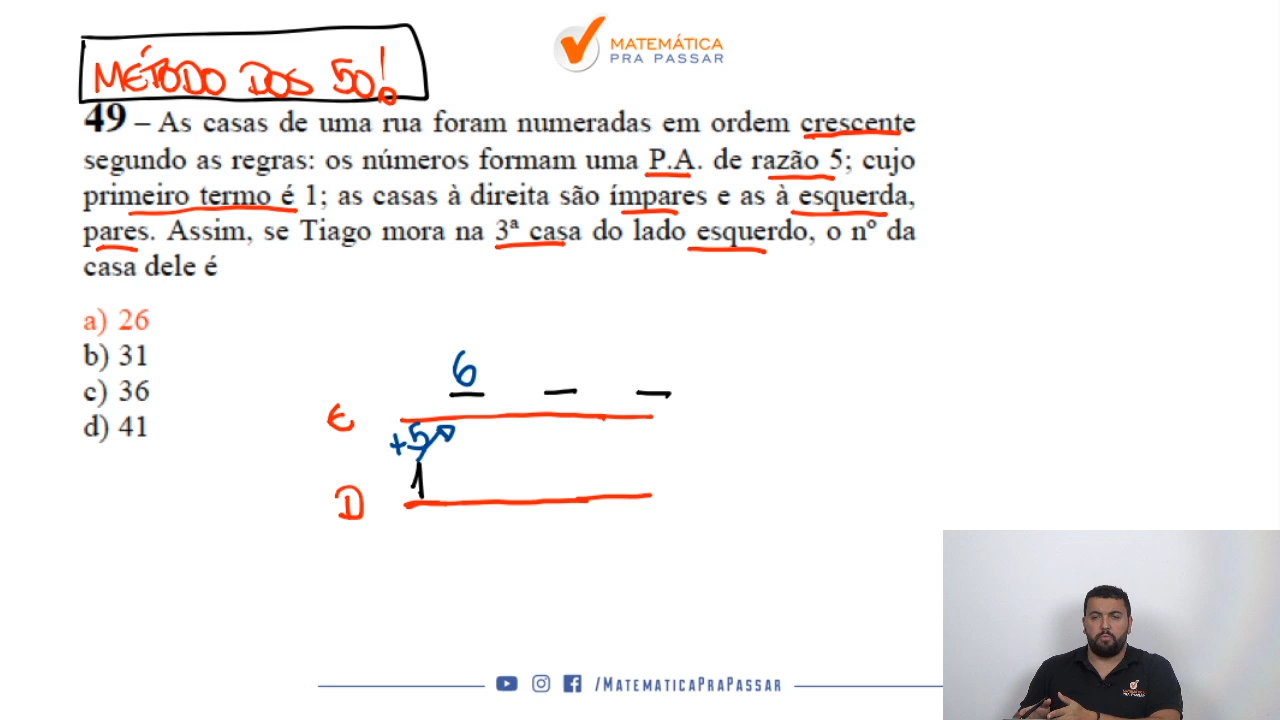 MÉTODO DOS 50!
MATEMÁTICA
PRA PASSAR
49 – As casas de uma rua foram numeradas em ordem crescente
segundo as regras: os números formam uma P.A. de razão 5; cujo
primeiro termo é 1; as casas à direita são ímpares e as à esquerda,
pares. Assim, se Tiago mora na 3ª casa do lado esquerdo, o nº da
casa dele é
a) 26
b) 31
c) 36
d) 41
6
E
+5
1
D
MATEMÁTICA
PRA PASSAR
/MATEMATICAPRAPASSAR